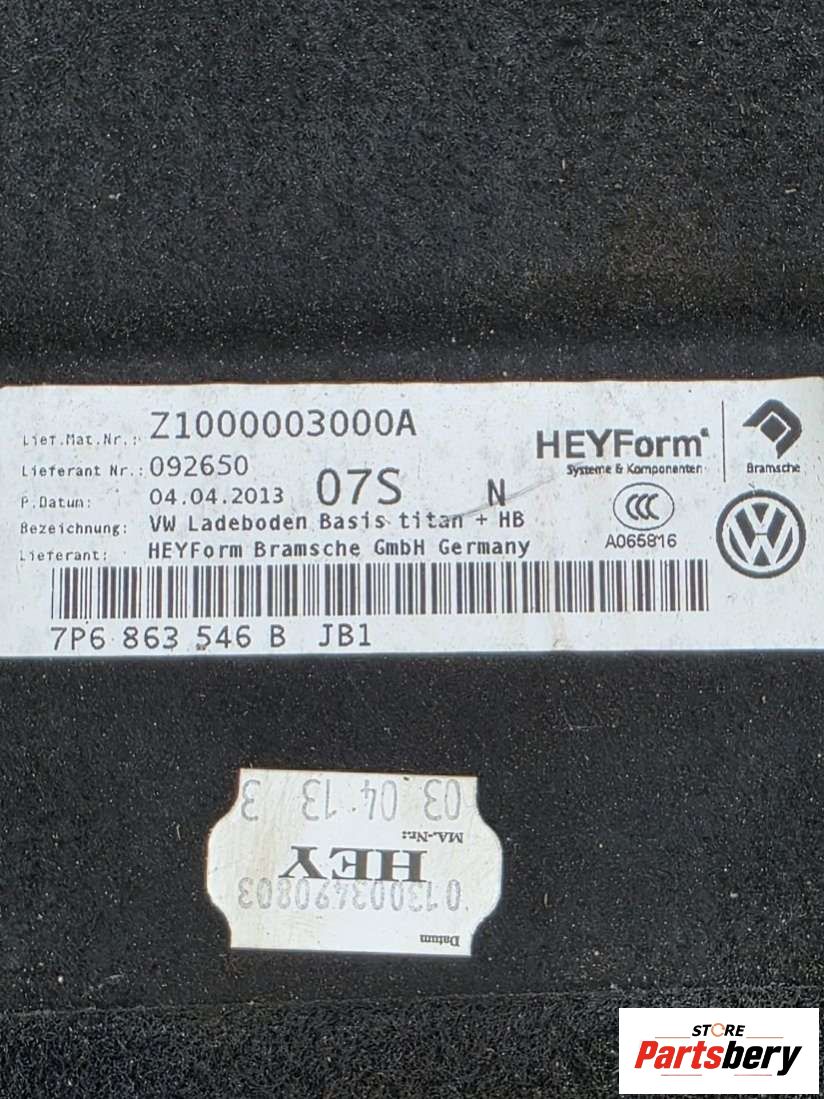 Lief.Mat.Nr.: Z1000003000A
HEYForm
Systeme & Komponenten
Bramsche
Lieferant Nr.: 092650
P.Datum: 04.04.2013 07S N
Bezeichnung: VW Ladeboden Basis titan + HB
Lieferant: HEYForm Bramsche GmbH Germany
CCC
A065816
VW
7P6 863 546 B JB1
Datum
HEY
MA.-Nr.:
03 04 13 3
STORE
Partsbery